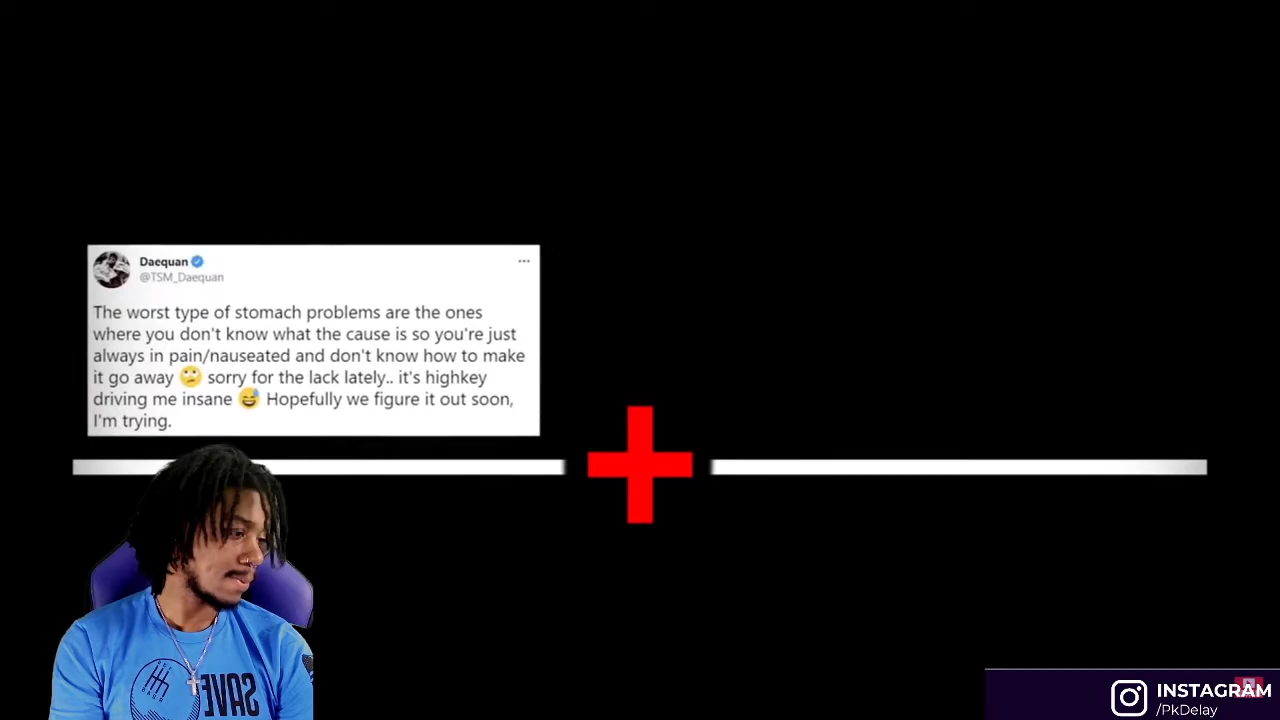 Daequan
@TSM_Daequan
The worst type of stomach problems are the ones
where you don't know what the cause is so you're just
always in pain/nauseated and don't know how to make
it go away 🙄 sorry for the lack lately.. it's highkey
driving me insane 😅 Hopefully we figure it out soon,
I'm trying.
SAVE
INSTAGRAM
/PkDelay